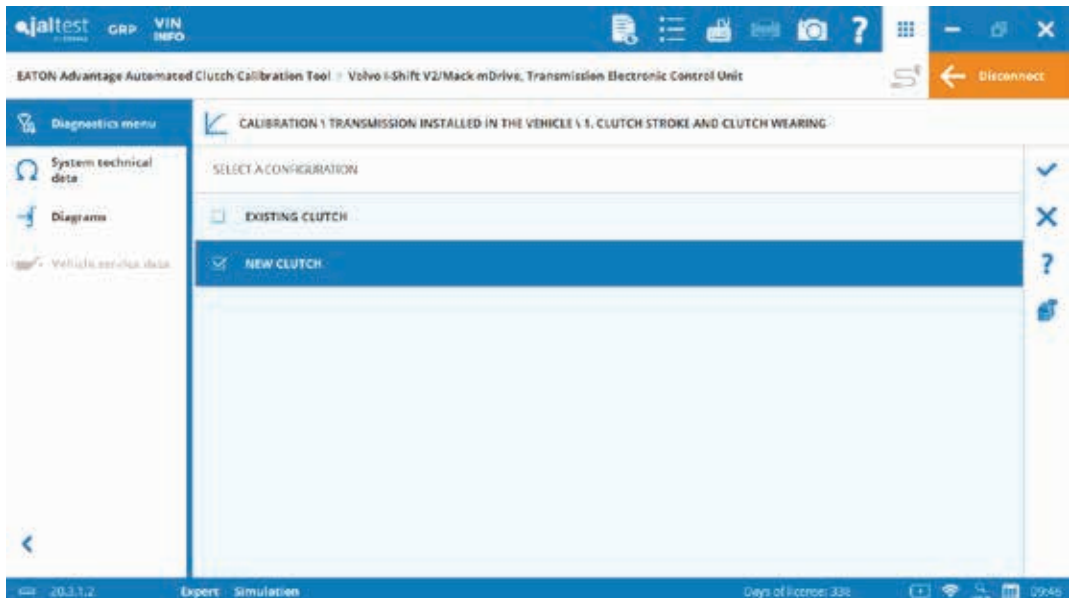 jaltest GRP VIN INFO
EATON Advantage Automated Clutch Calibration Tool Volvo I-Shift V2/Mack mDrive, Transmission Electronic Control Unit
Disconnect
Diagnostics menu
CALIBRATION \ TRANSMISSION INSTALLED IN THE VEHICLE \ 1. CLUTCH STROKE AND CLUTCH WEARING
System technical
data
SELECT A CONFIGURATION
Diagrams
EXISTING CLUTCH
Vehicle service data
NEW CLUTCH
20.3.1.2 Expert Simulation Days of license: 338 09:46